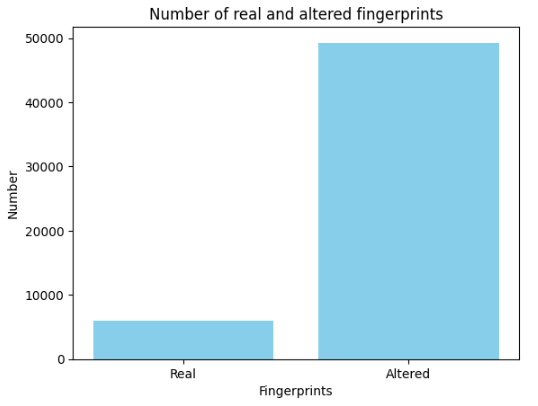 Number of real and altered fingerprints
50000
40000
30000
20000
10000
0
Number
Real Altered
Fingerprints